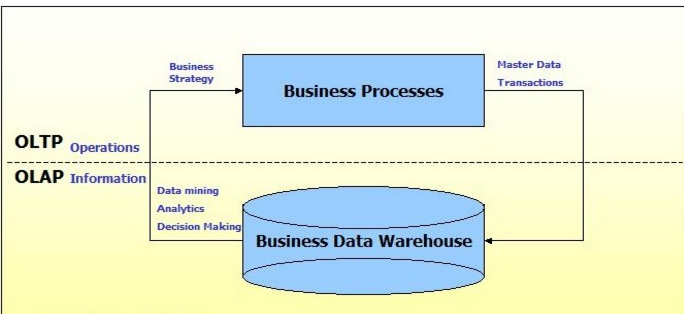 Business
Strategy
Business Processes
Master Data
Transactions
OLTP Operations
OLAP Information
Data mining
Analytics
Decision Making
Business Data Warehouse